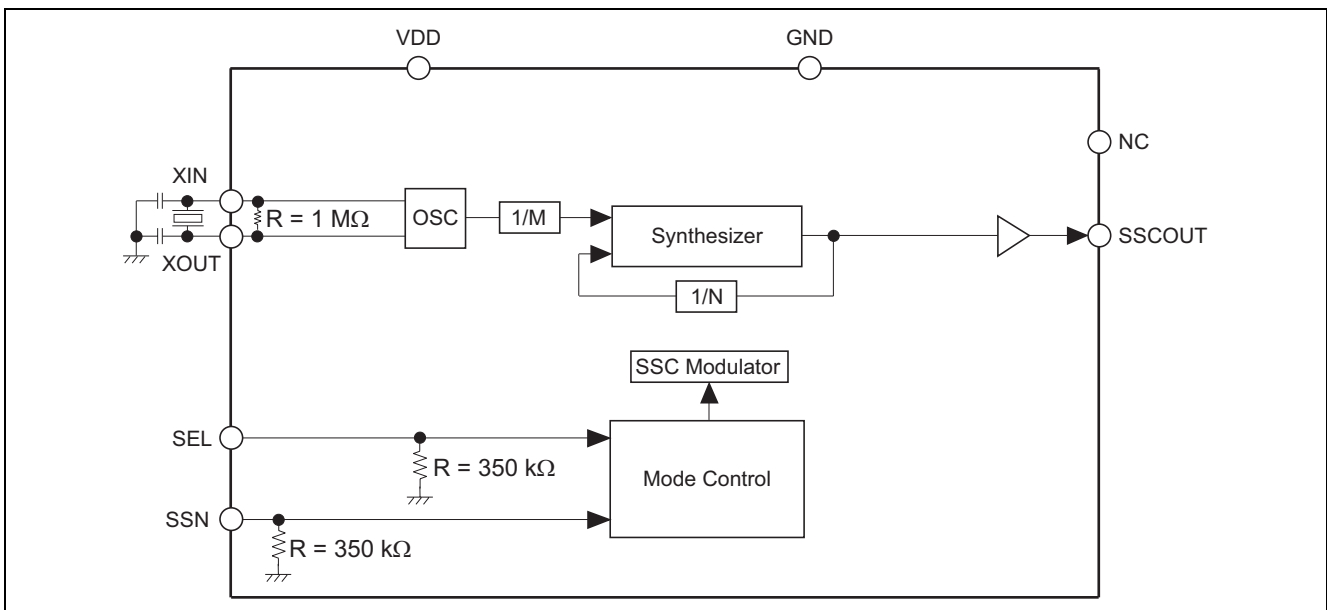 VDD
GND
NC
XIN
R = 1 MΩ
OSC
1/M
Synthesizer
SSCOUT
XOUT
1/N
SSC Modulator
SEL
R = 350 kΩ
Mode Control
SSN
R = 350 kΩ